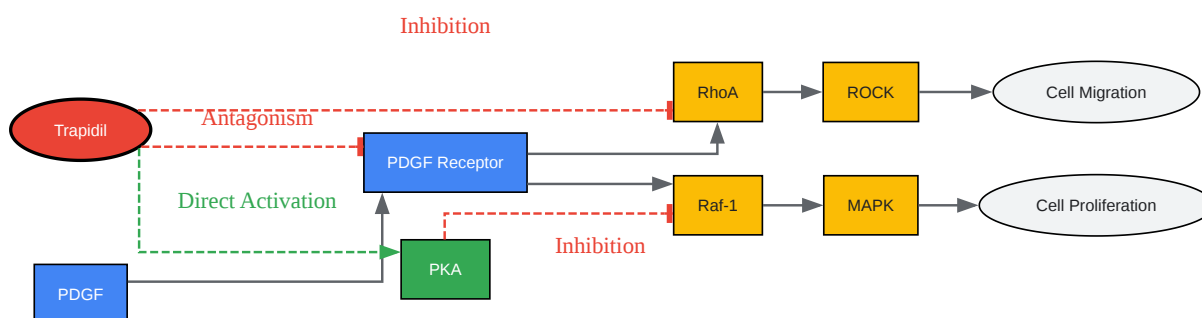 Inhibition
RhoA
ROCK
Cell Migration
Trapidil
Antagonism
PDGF Receptor
Direct Activation
Raf-1
MAPK
Cell Proliferation
Inhibition
PKA
PDGF